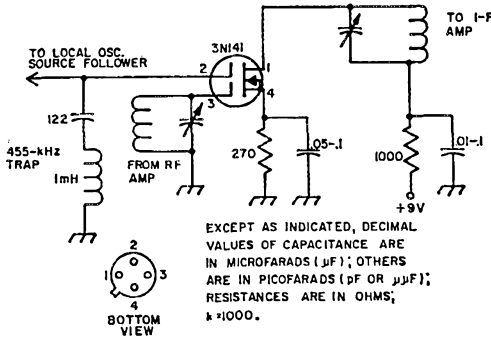 TO LOCAL OSC.
SOURCE FOLLOWER
3N141
TO I-F
AMP
2
1
3
4
122
455-kHz
TRAP
1mH
FROM RF
AMP
270
.05-.1
1000
.01-.1
+9V
EXCEPT AS INDICATED, DECIMAL
VALUES OF CAPACITANCE ARE
IN MICROFARADS (µF); OTHERS
ARE IN PICOFARADS (pF OR µµF);
RESISTANCES ARE IN OHMS;
k=1000.
2
1
3
4
BOTTOM
VIEW